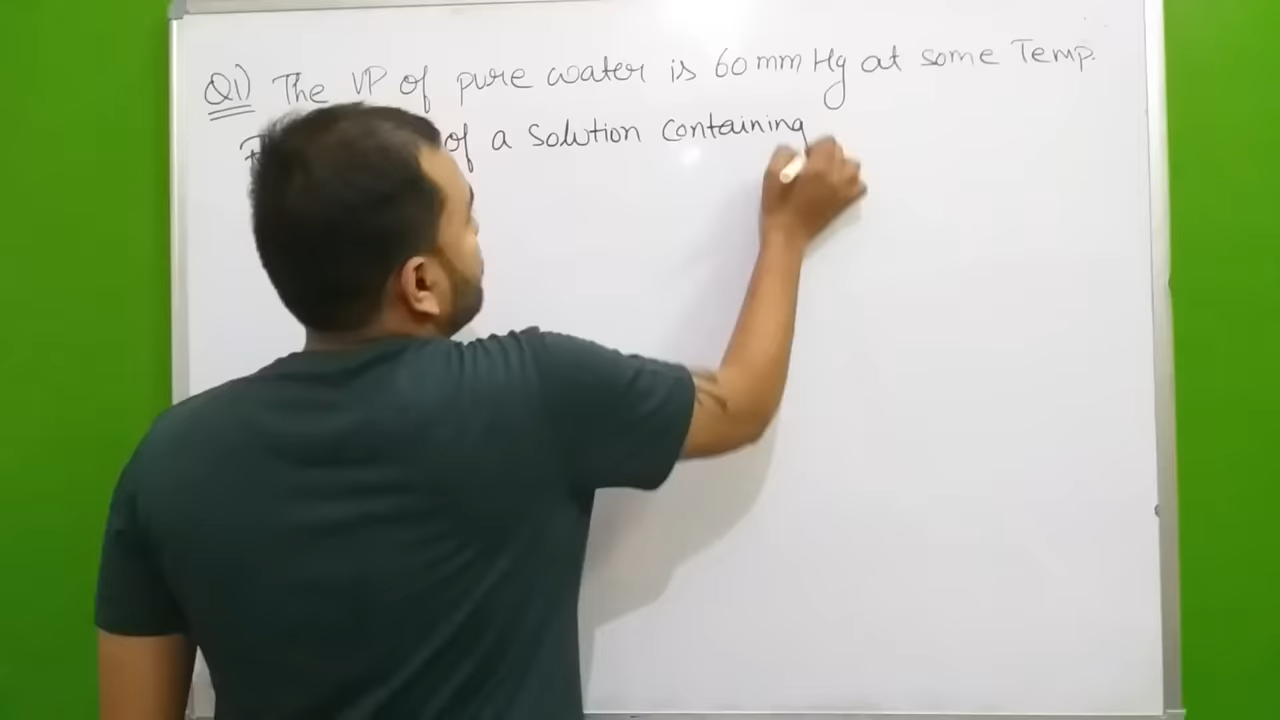 Q1) The VP of pure water is 60 mm Hg at some Temp.
of a solution containing